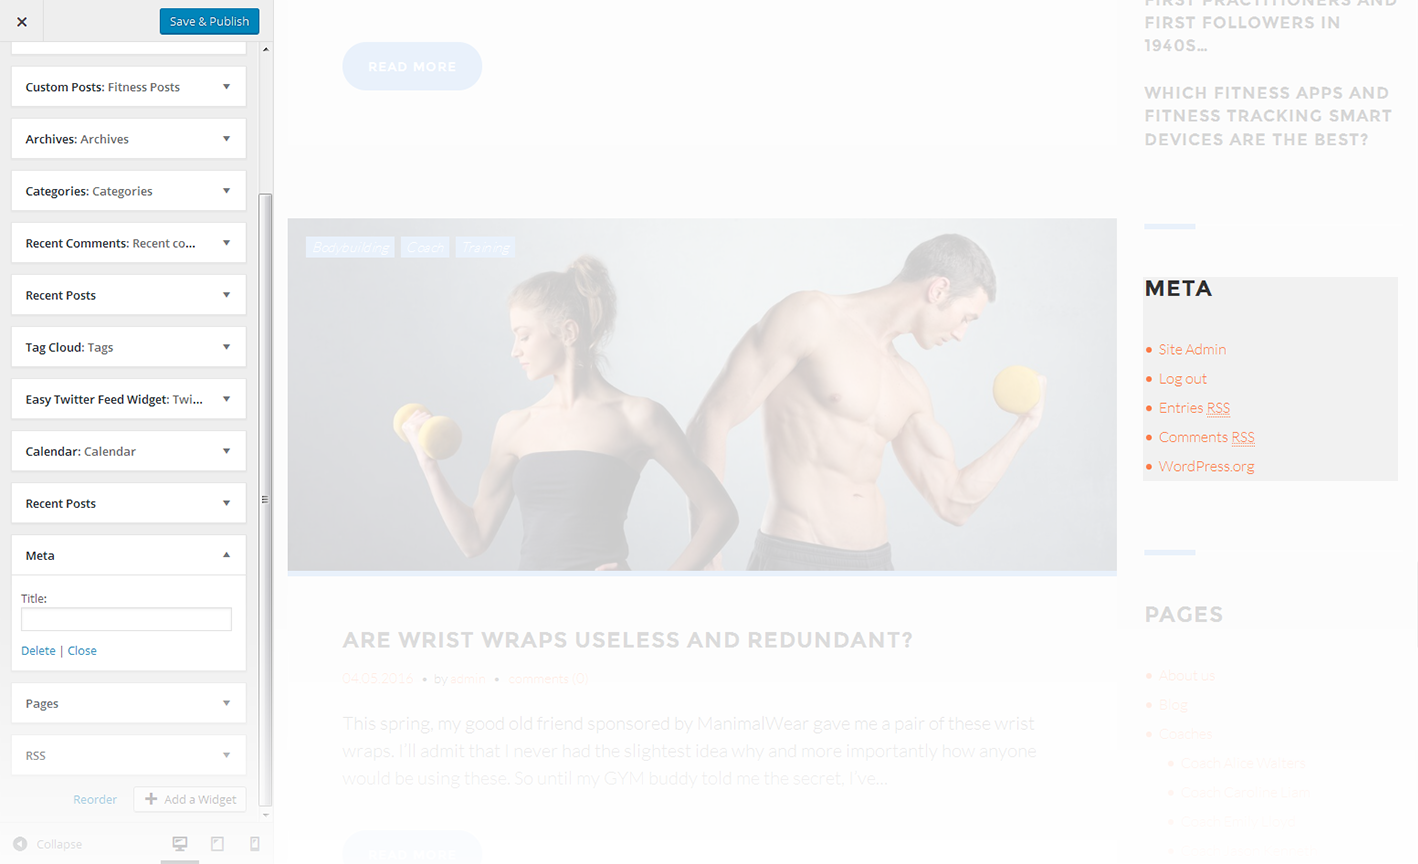 Save & Publish
Custom Posts: Fitness Posts
Archives: Archives
Categories: Categories
Recent Comments: Recent co...
Recent Posts
Tag Cloud: Tags
Easy Twitter Feed Widget: Twi...
Calendar: Calendar
Recent Posts
Meta
Title:
Delete | Close
Pages
RSS
Reorder
Add a Widget
Collapse
READ MORE
Bodybuilding Coach Training
ARE WRIST WRAPS USELESS AND REDUNDANT?
04.05.2016 • by admin • comments (0)
This spring, my good old friend sponsored by ManimalWear gave me a pair of these wrist
wraps. I'll admit that I never had the slightest idea why and more importantly how anyone
would be using these. So until my GYM buddy told me the secret. I've...
READ MORE
FIRST PRACTITIONERS AND
FIRST FOLLOWERS IN
1940S...
WHICH FITNESS APPS AND
FITNESS TRACKING SMART
DEVICES ARE THE BEST?
META
Site Admin
Log out
Entries RSS
Comments RSS
WordPress.org
PAGES
About us
Blog
Coaches
Coach Alice Walters
Coach Caroline Liam